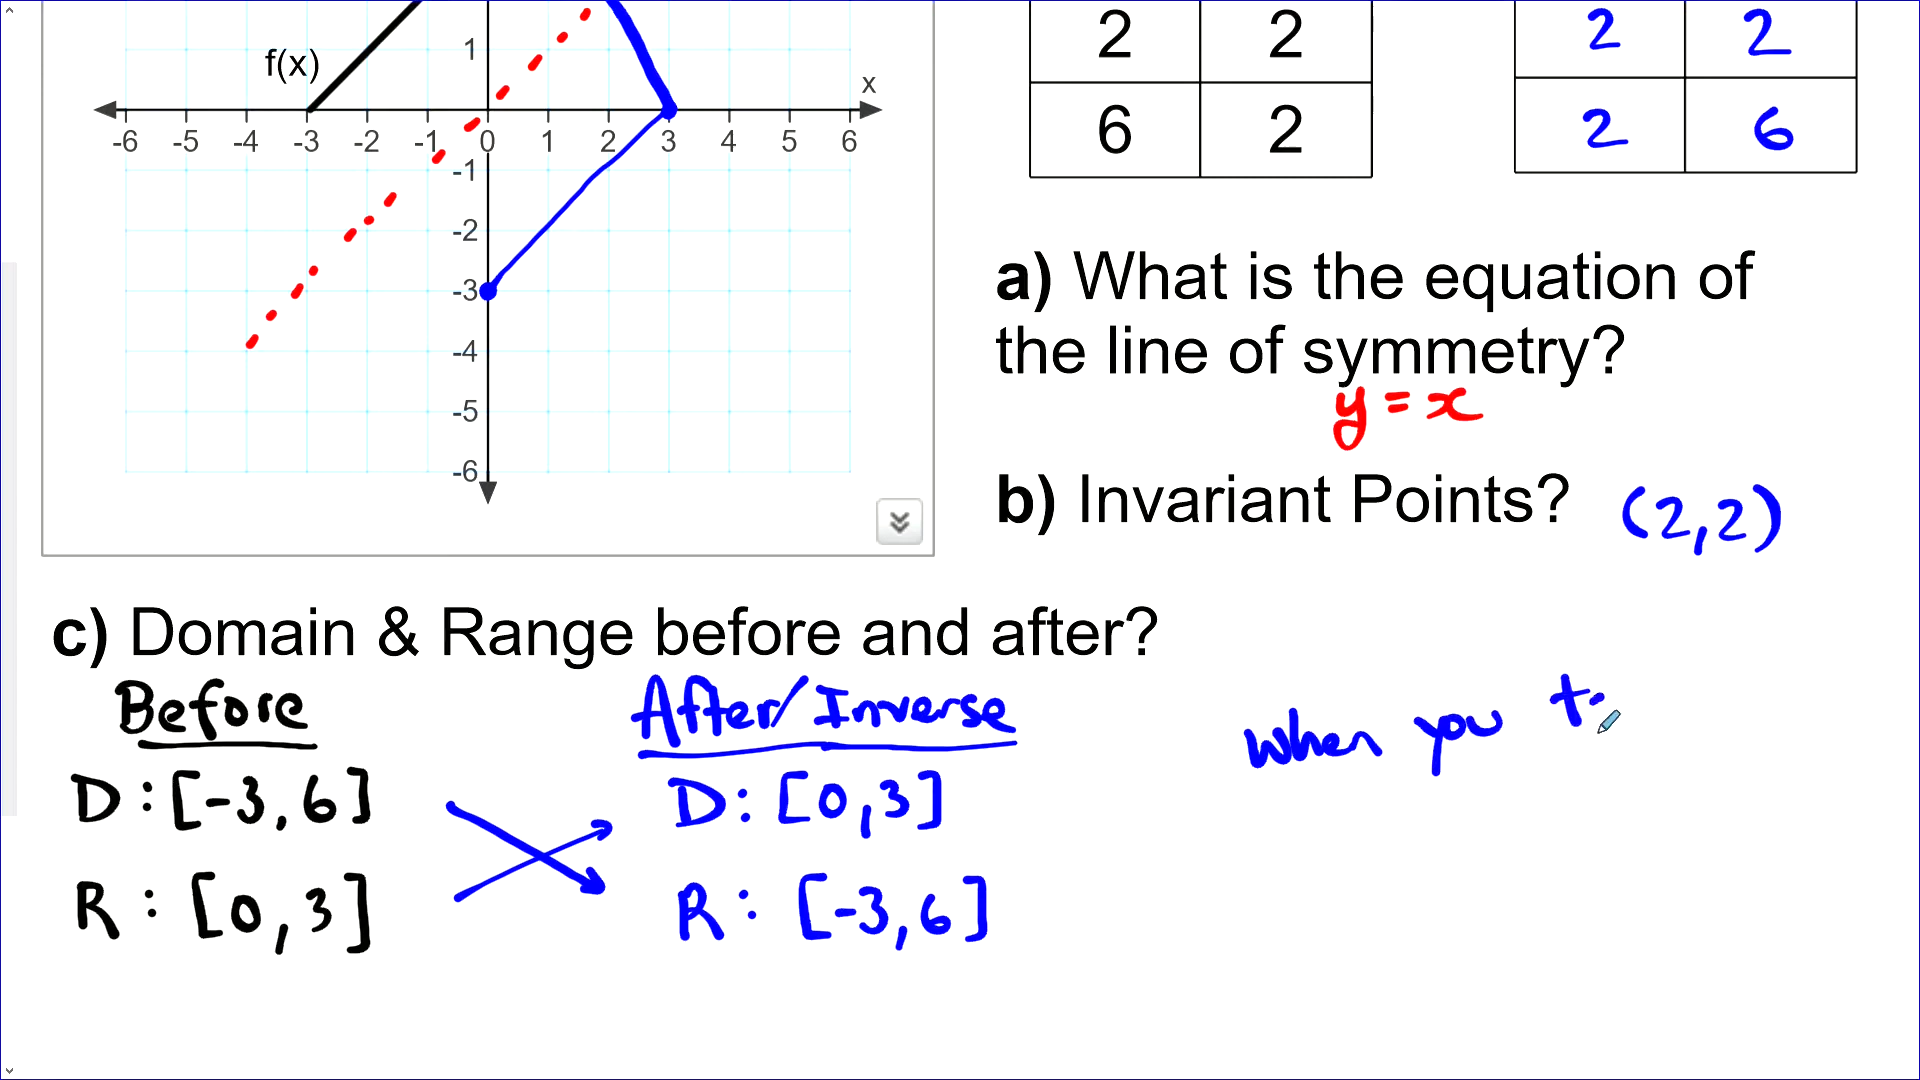 1
f(x)
x
-6 -5 -4 -3 -2 -1 0 1 2 3 4 5 6
-1
-2
-3
-4
-5
-6
2 2
6 2
2 2
2 6
a) What is the equation of
the line of symmetry?
y = x
b) Invariant Points? (2,2)
c) Domain & Range before and after?
Before
D : [-3, 6]
R : [0, 3]
After/Inverse
D: [0,3]
R: [-3,6]
When you